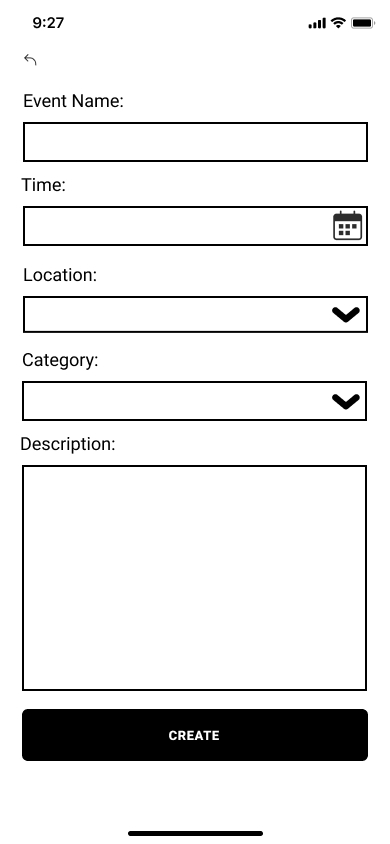 9:27
Event Name:
Time:
Location:
Category:
Description:
CREATE